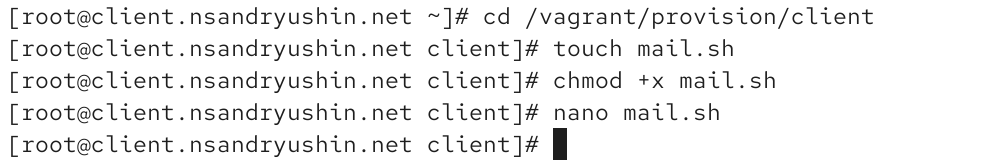 [root@client.nsandryushin.net ~]# cd /vagrant/provision/client
[root@client.nsandryushin.net client]# touch mail.sh
[root@client.nsandryushin.net client]# chmod +x mail.sh
[root@client.nsandryushin.net client]# nano mail.sh
[root@client.nsandryushin.net client]#